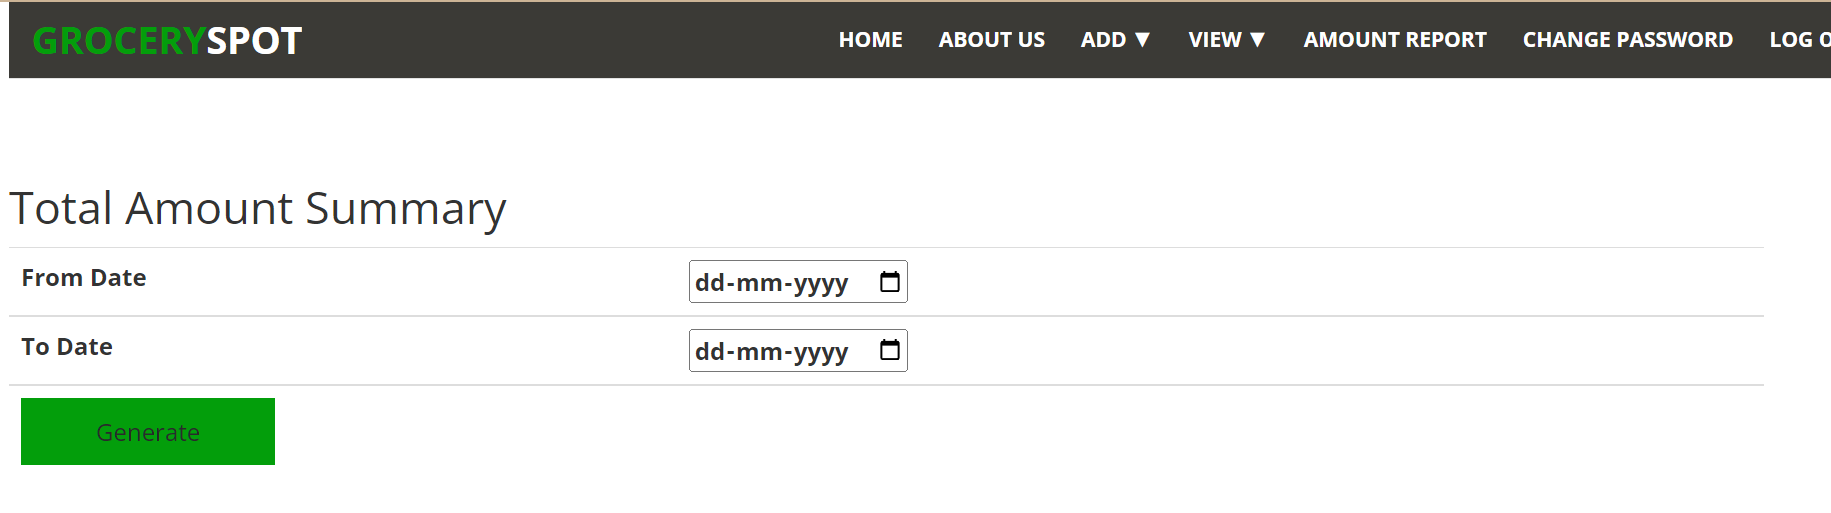 GROCERYSPOT HOME ABOUT US ADD ▼ VIEW ▼ AMOUNT REPORT CHANGE PASSWORD LOG O
Total Amount Summary
From Date dd-mm-yyyy
To Date dd-mm-yyyy
Generate